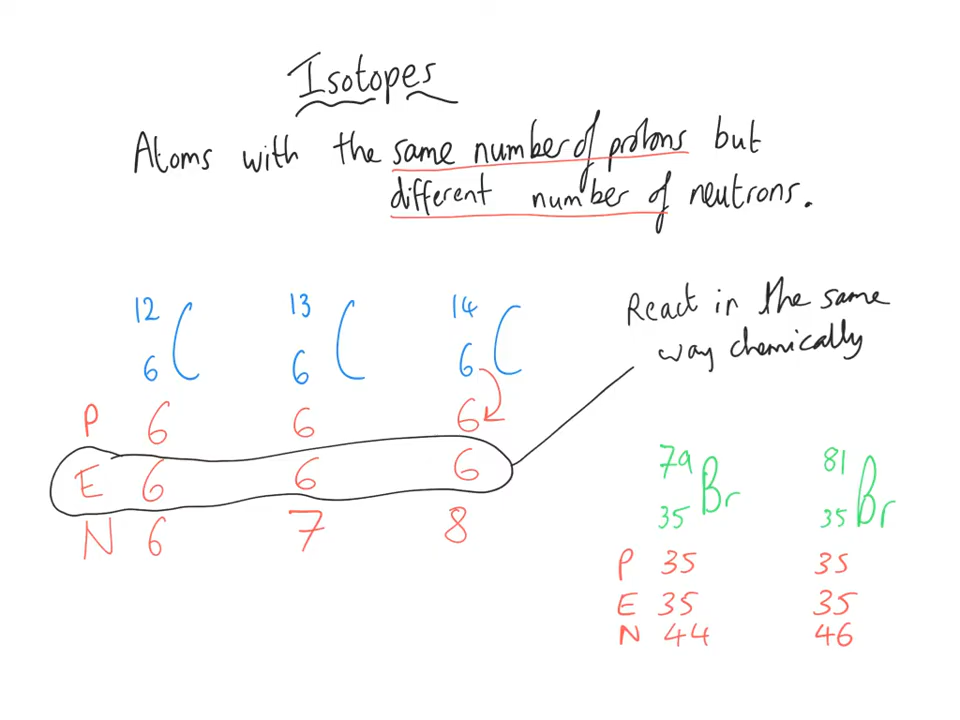 Isotopes
Atoms with the same number of protons but
different number of neutrons.
12 13 14
C C C
6 6 6
React in the same
way chemically
P 6 6 6
E 6 6 6
N 6 7 8
79 81
Br Br
35 35
P 35 35
E 35 35
N 44 46